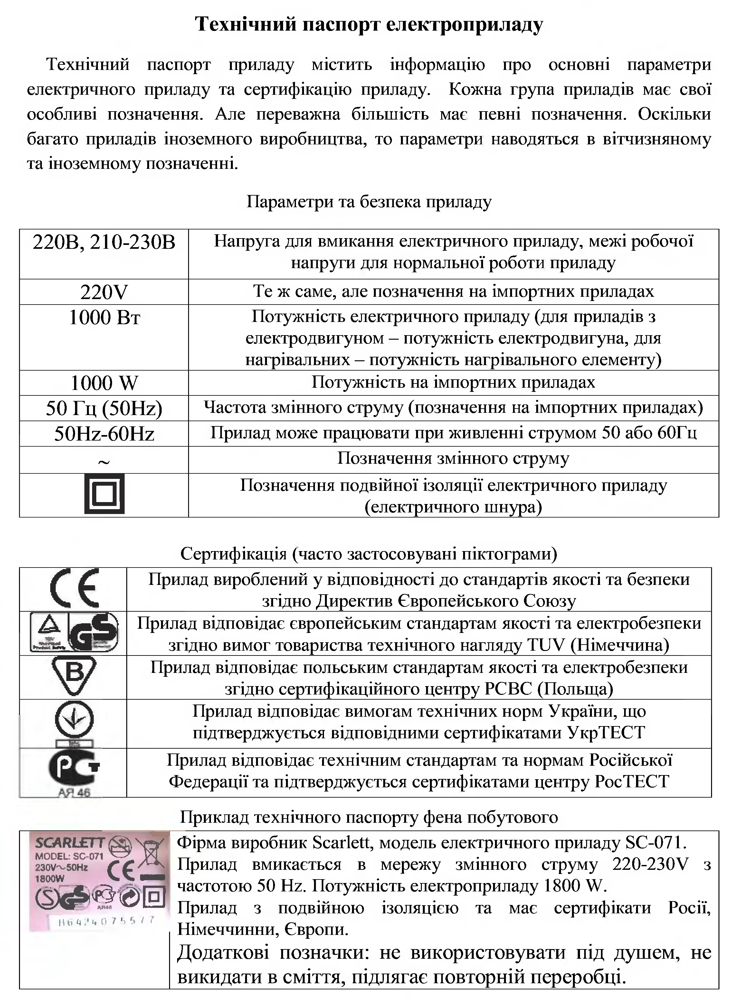 Технічний паспорт електроприладу
Технічний паспорт приладу містить інформацію про основні параметри
електричного приладу та сертифікацію приладу. Кожна група приладів має свої
особливі позначення. Але переважна більшість має певні позначення. Оскільки
багато приладів іноземного виробництва, то параметри наводяться в вітчизняному
та іноземному позначенні.
Параметри та безпека приладу
220В, 210-230В
Напруга для вмикання електричного приладу, межі робочої
напруги для нормальної роботи приладу
220V
Те ж саме, але позначення на імпортних приладах
1000 Вт
Потужність електричного приладу (для приладів з
електродвигуном – потужність електродвигуна, для
нагрівальних – потужність нагрівального елементу)
1000 W
Потужність на імпортних приладах
50 Гц (50Hz)
Частота змінного струму (позначення на імпортних приладах)
50Hz-60Hz
Прилад може працювати при живленні струмом 50 або 60Гц
~
Позначення змінного струму
Позначення подвійної ізоляції електричного приладу
(електричного шнура)
Сертифікація (часто застосовувані піктограми)
CE
Прилад вироблений у відповідності до стандартів якості та безпеки
згідно Директив Європейського Союзу
GS
Прилад відповідає європейським стандартам якості та електробезпеки
згідно вимог товариства технічного нагляду TUV (Німеччина)
B
Прилад відповідає польським стандартам якості та електробезпеки
згідно сертифікаційного центру РСВС (Польща)
Прилад відповідає вимогам технічних норм України, що
підтверджується відповідними сертифікатами УкрТЕСТ
РСТ
АЯ 46
Прилад відповідає технічним стандартам та нормам Російської
Федерації та підтверджується сертифікатами центру РосТЕСТ
Приклад технічного паспорту фена побутового
SCARLETT
MODEL: SC-071
230V~50Hz
1800W
CE
S GS РСТ
Фірма виробник Scarlett, модель електричного приладу SC-071.
Прилад вмикається в мережу змінного струму 220-230V з
частотою 50 Hz. Потужність електроприладу 1800 W.
Прилад з подвійною ізоляцією та має сертифікати Росії,
Німеччинни, Європи.
Додаткові позначки: не використовувати під душем, не
викидати в сміття, підлягає повторній переробці.